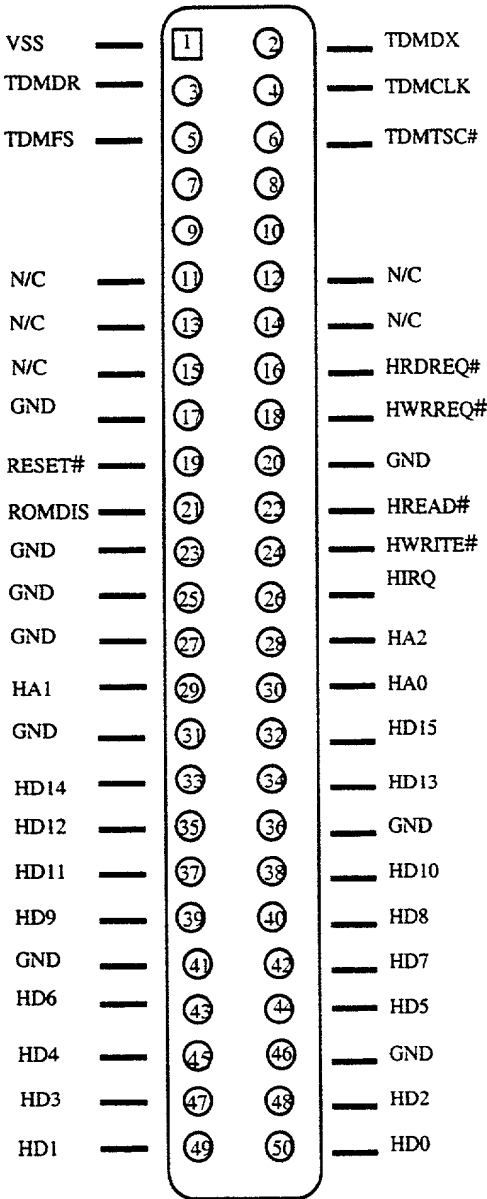 VSS 1 2 TDMDX
TDMDR 3 4 TDMCLK
TDMFS 5 6 TDMTSC#
7 8
9 10
N/C 11 12 N/C
N/C 13 14 N/C
N/C 15 16 HRDREQ#
GND 17 18 HWRREQ#
RESET# 19 20 GND
ROMDIS 21 22 HREAD#
GND 23 24 HWRITE#
GND 25 26 HIRQ
GND 27 28 HA2
HA1 29 30 HA0
GND 31 32 HD15
HD14 33 34 HD13
HD12 35 36 GND
HD11 37 38 HD10
HD9 39 40 HD8
GND 41 42 HD7
HD6 43 44 HD5
HD4 45 46 GND
HD3 47 48 HD2
HD1 49 50 HD0